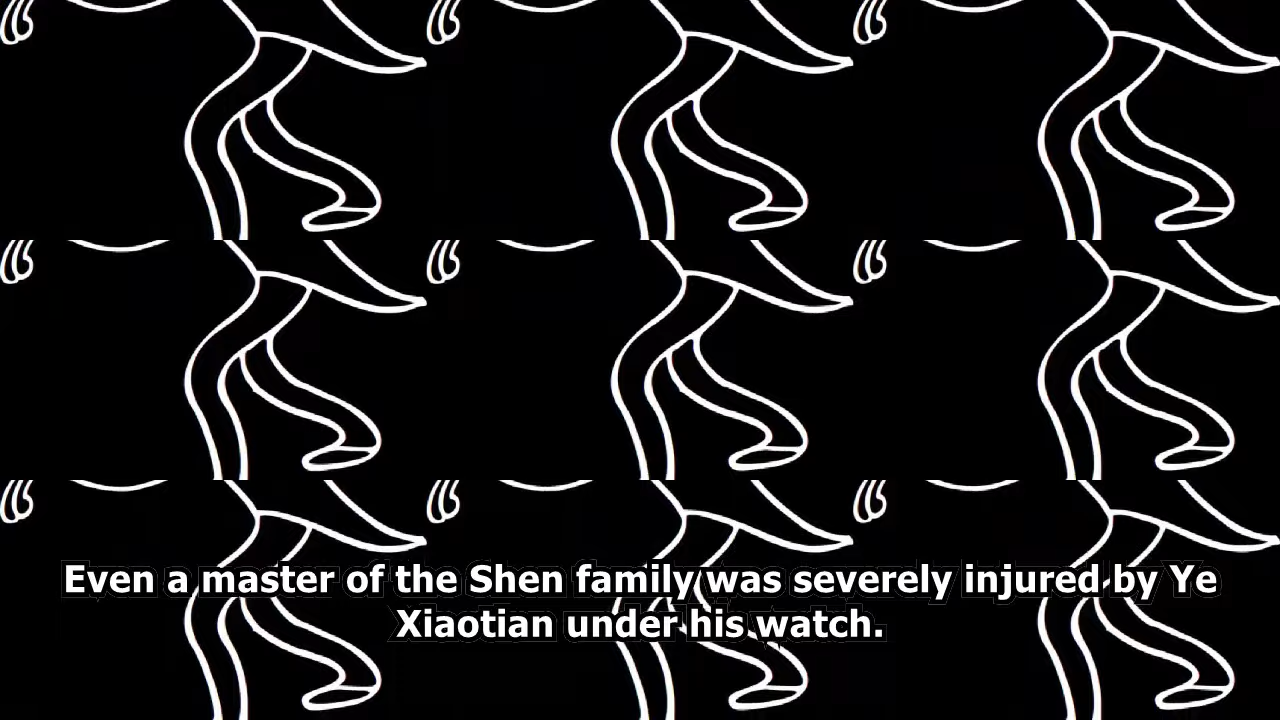 Even a master of the Shen family was severely injured by Ye
Xiaotian under his watch.